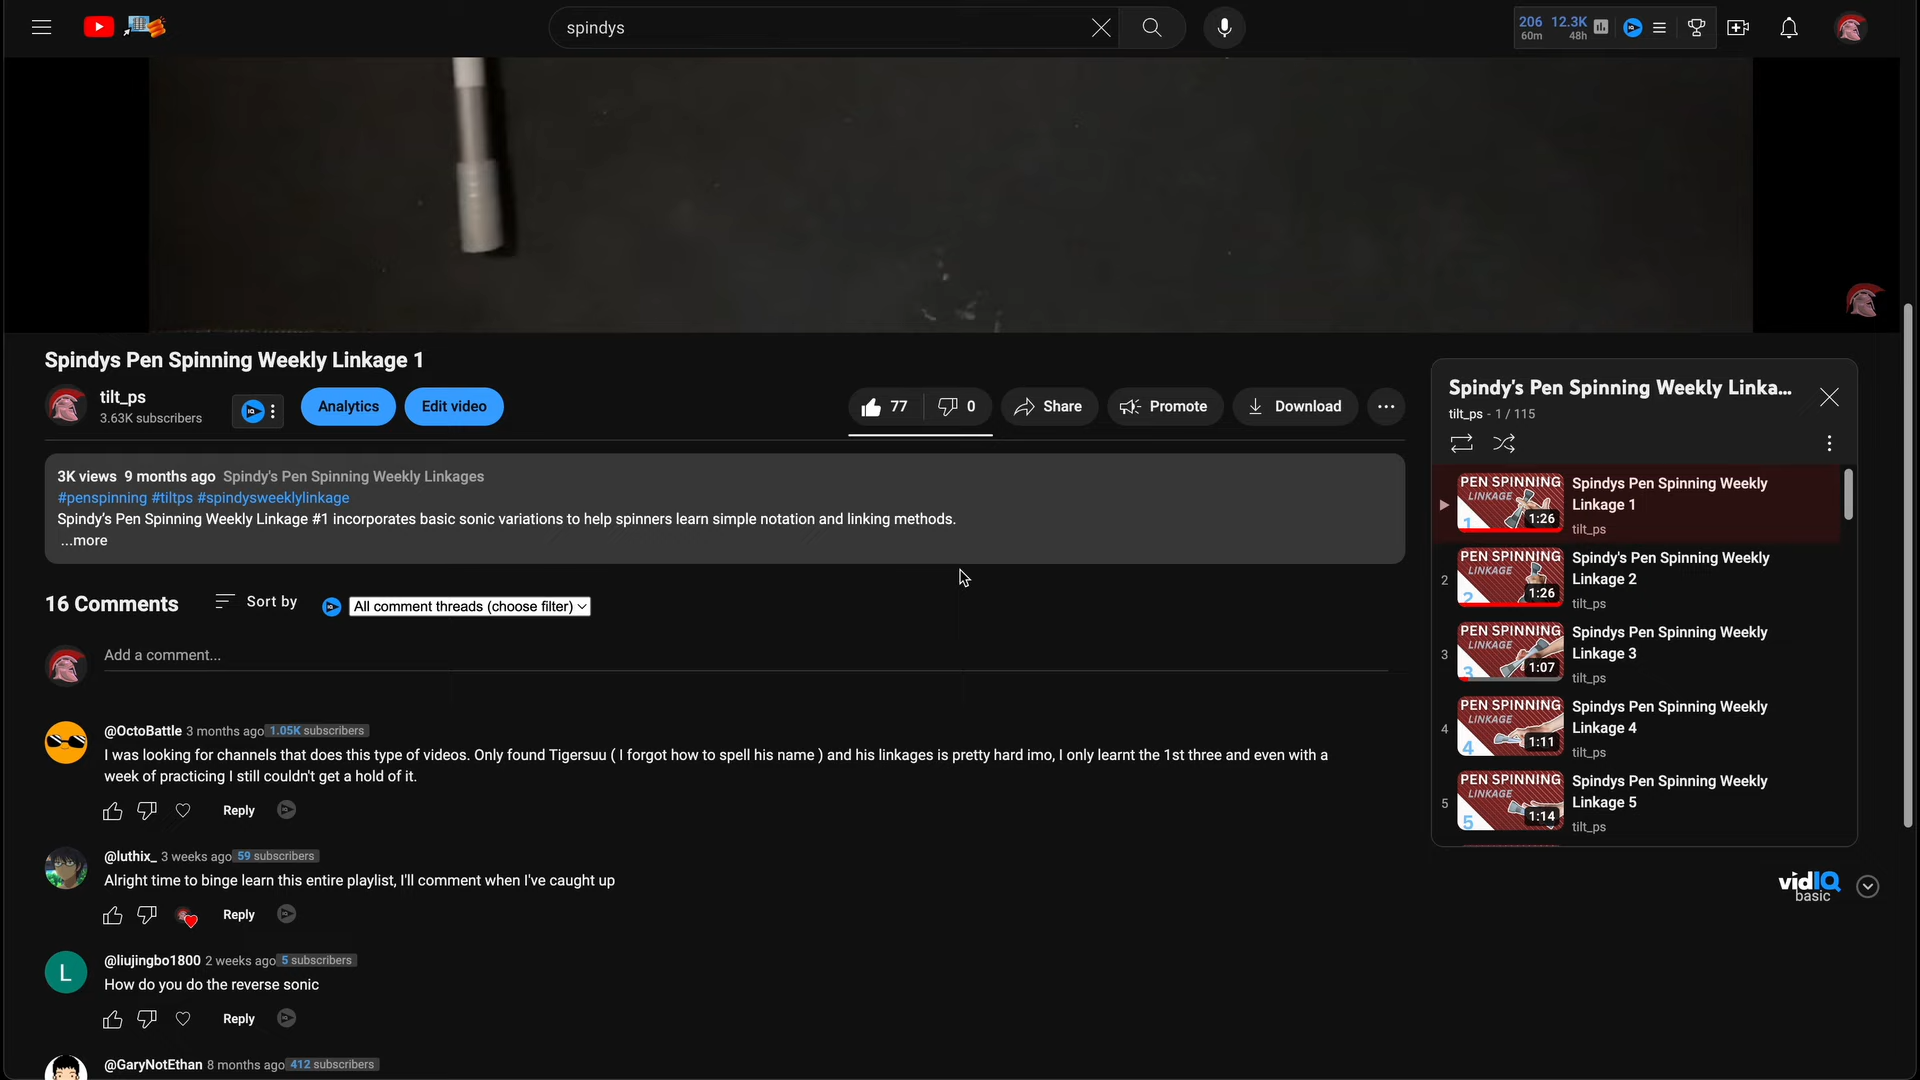 spindys
206 12.3K
60m 48h
Spindys Pen Spinning Weekly Linkage 1
tilt_ps
3.63K subscribers
Analytics
Edit video
77
0
Share
Promote
Download
3K views 9 months ago Spindy's Pen Spinning Weekly Linkages
#penspinning #tiltps #spindysweeklylinkage
Spindy's Pen Spinning Weekly Linkage #1 incorporates basic sonic variations to help spinners learn simple notation and linking methods.
...more
16 Comments
Sort by
All comment threads (choose filter)
Add a comment...
@OctoBattle 3 months ago 1.05K subscribers
I was looking for channels that does this type of videos. Only found Tigersuu ( I forgot how to spell his name ) and his linkages is pretty hard imo, I only learnt the 1st three and even with a
week of practicing I still couldn't get a hold of it.
Reply
@luthix_ 3 weeks ago 59 subscribers
Alright time to binge learn this entire playlist, I'll comment when I've caught up
Reply
L
@liujingbo1800 2 weeks ago 5 subscribers
How do you do the reverse sonic
Reply
@GaryNotEthan 8 months ago 412 subscribers
Spindy's Pen Spinning Weekly Linka...
tilt_ps - 1 / 115
PEN SPINNING
LINKAGE
1
1:26
Spindys Pen Spinning Weekly
Linkage 1
tilt_ps
2
PEN SPINNING
LINKAGE
2
1:26
Spindy's Pen Spinning Weekly
Linkage 2
tilt_ps
3
PEN SPINNING
LINKAGE
3
1:07
Spindys Pen Spinning Weekly
Linkage 3
tilt_ps
4
PEN SPINNING
LINKAGE
4
1:11
Spindys Pen Spinning Weekly
Linkage 4
tilt_ps
5
PEN SPINNING
LINKAGE
5
1:14
Spindys Pen Spinning Weekly
Linkage 5
tilt_ps
vidIQ
basic